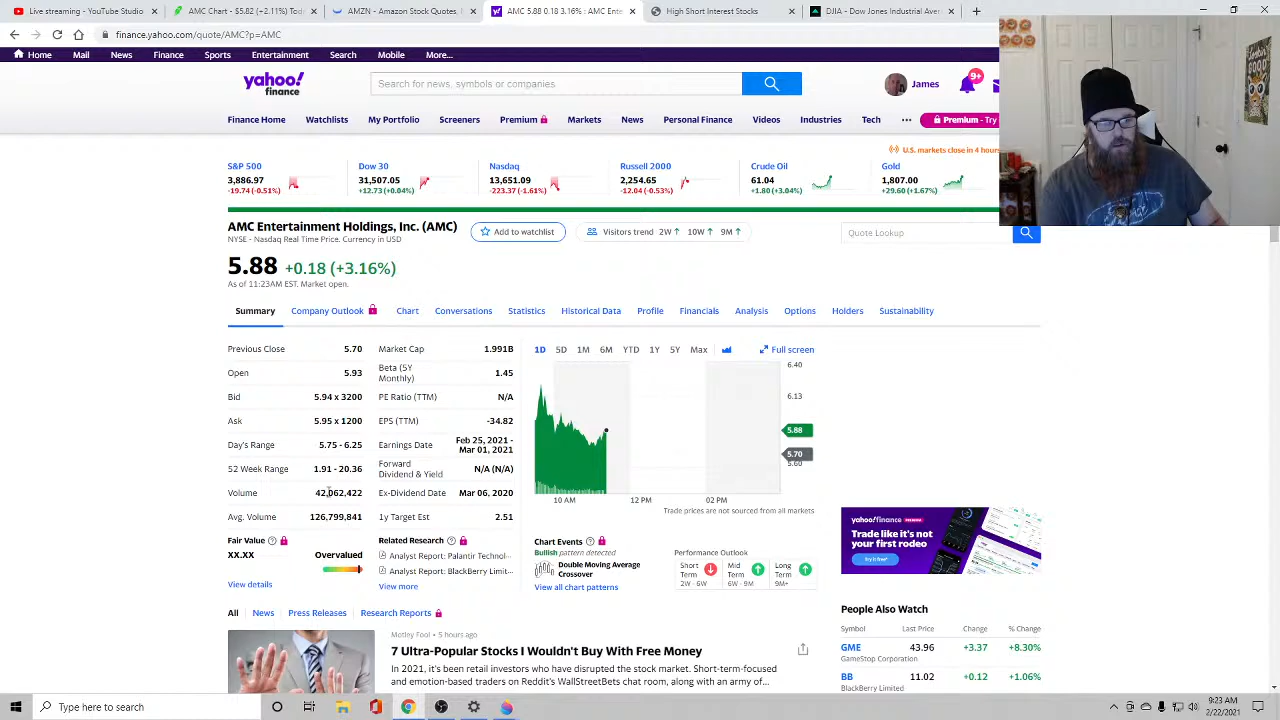 Live Streaming - YouTube Studio
AMC Chart - $5.82 (+2.11%)
AMZN Stories
AMC 5.88 0.18 3.16% : AMC Ente
High Short Interest Stocks
DJIA - Dow Jones Industrial Aver
finance.yahoo.com/quote/AMC?p=AMC
Home Mail News Finance Sports Entertainment Search Mobile More...
yahoo!
finance
Search for news, symbols or companies
James
9+
Finance Home Watchlists My Portfolio Screeners Premium Markets News Personal Finance Videos Industries Tech ... Premium - Try
U.S. markets close in 4 hours
S&P 500 Dow 30 Nasdaq Russell 2000 Crude Oil Gold
3,886.97 31,507.05 13,651.09 2,254.65 61.04 1,807.00
-19.74 (-0.51%) +12.73 (+0.04%) -223.37 (-1.61%) -12.04 (-0.53%) +1.80 (+3.04%) +29.60 (+1.67%)
AMC Entertainment Holdings, Inc. (AMC)
Add to watchlist
Visitors trend 2W↑ 10W↑ 9M↑
Quote Lookup
NYSE - Nasdaq Real Time Price. Currency in USD
5.88 +0.18 (+3.16%)
As of 11:23AM EST. Market open.
Summary Company Outlook Chart Conversations Statistics Historical Data Profile Financials Analysis Options Holders Sustainability
Previous Close 5.70
Open 5.93
Bid 5.94 x 3200
Ask 5.95 x 1200
Day's Range 5.75 - 6.25
52 Week Range 1.91 - 20.36
Volume 42,062,422
Avg. Volume 126,799,841
Market Cap 1.991B
Beta (5Y
Monthly) 1.45
PE Ratio (TTM) N/A
EPS (TTM) -34.82
Earnings Date Feb 25, 2021 -
Mar 01, 2021
Forward
Dividend & Yield N/A (N/A)
Ex-Dividend Date Mar 06, 2020
1y Target Est 2.51
1D 5D 1M 6M YTD 1Y 5Y Max
Full screen
6.40
6.13
5.88
5.70
5.60
10 AM 12 PM 02 PM
Trade prices are not sourced from all markets
Fair Value
XX.XX Overvalued
View details
Related Research
Analyst Report: Palantir Technol...
Analyst Report: BlackBerry Limit...
View more
Chart Events
Bullish pattern detected
Double Moving Average
Crossover
View all chart patterns
Performance Outlook
Short
Term
2W - 6W
Mid
Term
6W - 9M
Long
Term
9M+
yahoo!finance PREMIUM
Trade like it's not
your first rodeo
Try it free*
All News Press Releases Research Reports
Motley Fool • 5 hours ago
7 Ultra-Popular Stocks I Wouldn't Buy With Free Money
In 2021, it's been retail investors who have disrupted the stock market. Short-term-focused
and emotion-based traders on Reddit's WallStreetBets chat room, along with an army of...
People Also Watch
Symbol Last Price Change % Change
GME 43.96 +3.37 +8.30%
GameStop Corporation
BB 11.02 +0.12 +1.06%
BlackBerry Limited
Type here to search
9:23 AM
2/22/2021